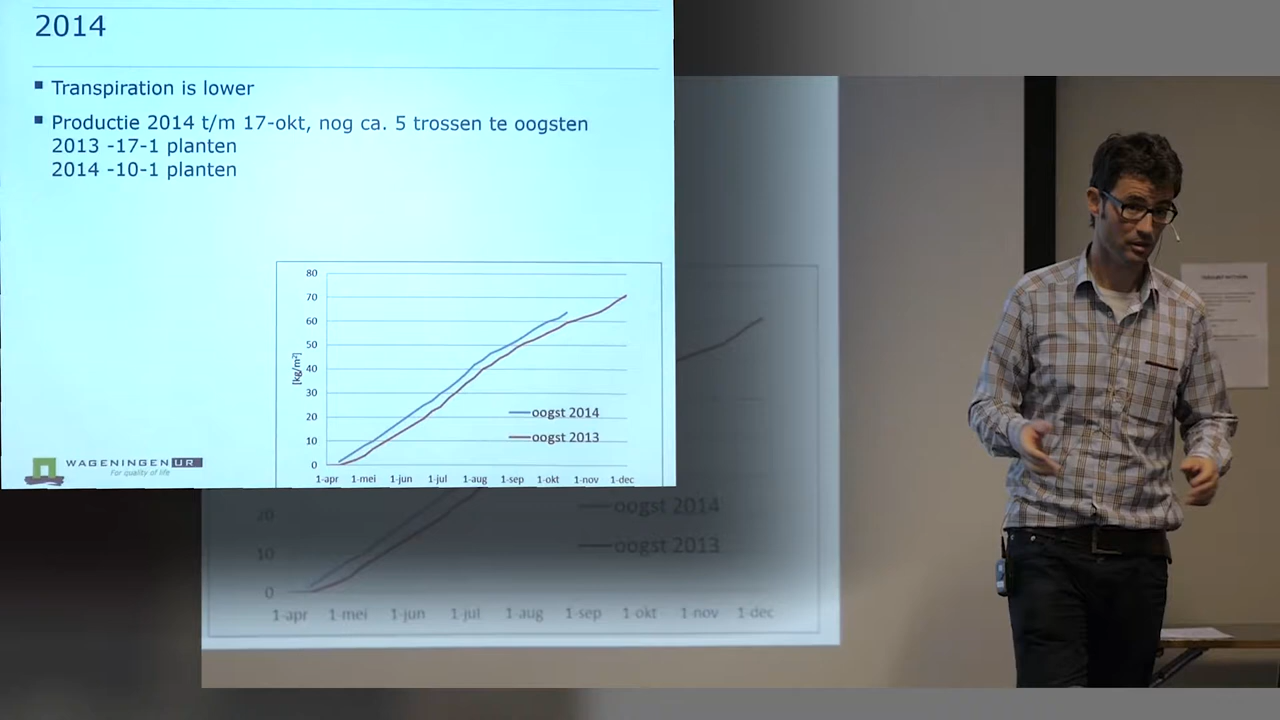 2014
Transpiration is lower
Productie 2014 t/m 17-okt, nog ca. 5 trossen te oogsten
2013 -17-1 planten
2014 -10-1 planten
80
70
60
50
40
30
20
10
0
[kg/m²]
oogst 2014
oogst 2013
1-apr 1-mei 1-jun 1-jul 1-aug 1-sep 1-okt 1-nov 1-dec
WAGENINGEN UR
For quality of life
20
10
0
oogst 2014
oogst 2013
1-apr 1-mei 1-jun 1-jul 1-aug 1-sep 1-okt 1-nov 1-dec